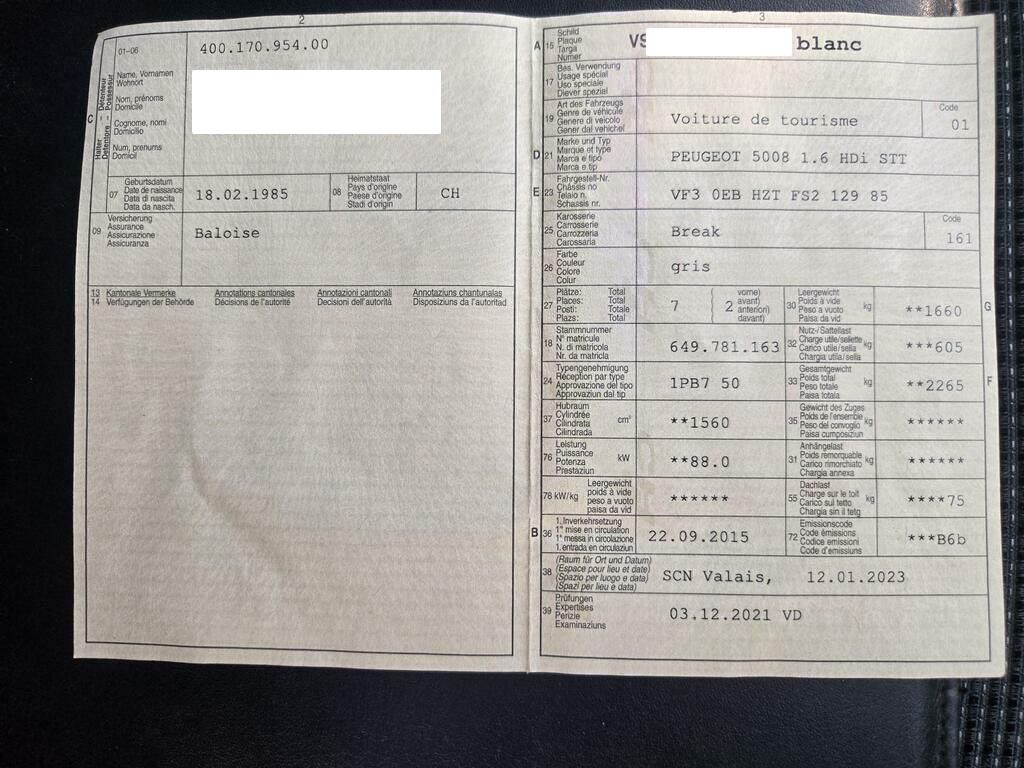 2
01–06
400.170.954.00
C
Halter Détenteur
Detentore Possessur
Name, Vornamen
Wohnort
Nom, prénoms
Domicile
Cognome, nomi
Domicilio
Num, prenums
Domicil
07
Geburtsdatum
Date de naissance
Data di nascita
Data da nasch.
18.02.1985
08
Heimatstaat
Pays d'origine
Paese d'origine
Stadi d'origin
CH
09
Versicherung
Assurance
Assicurazione
Assicuranza
Baloise
13 Kantonale Vermerke Annotations cantonales Annotazioni cantonali Annotaziuns chantunalas
14 Verfügungen der Behörde Décisions de l'autorité Decisioni dell'autorità Disposiziuns da l'autoritad
3
A 15
Schild
Plaque
Targa
Numer
VS blanc
17
Bes. Verwendung
Usage spécial
Uso speciale
Diever spezial
19
Art des Fahrzeugs
Genre de véhicule
Genere di veicolo
Gener dal vehichel
Voiture de tourisme
Code
01
D 21
Marke und Typ
Marque et type
Marca e tipo
Marca e tip
PEUGEOT 5008 1.6 HDi STT
E 23
Fahrgestell-Nr.
Châssis no
Telaio n.
Schassis nr.
VF3 0EB HZT FS2 129 85
25
Karosserie
Carrosserie
Carrozzeria
Carossaria
Break
Code
161
26
Farbe
Couleur
Colore
Colur
gris
27
Plätze: Total
Places: Total
Posti: Totale
Plazs: Total
7
2
vorne)
avant)
anteriori)
davant)
30
Leergewicht
Poids à vide
Peso a vuoto
Paisa da vid
kg
**1660
G
18
Stammnummer
N° matricule
N. di matricola
Nr. da matricla
649.781.163
32
Nutz-/Sattellast
Charge utile/sellette
Carico utile/sella
Chargia utila/sella
kg
***605
24
Typengenehmigung
Réception par type
Approvazione del tipo
Approvaziun dal tip
1PB7 50
33
Gesamtgewicht
Poids total
Peso totale
Paisa totala
kg
**2265
F
37
Hubraum
Cylindrée
Cilindrata
Cilindrada
cm³
**1560
35
Gewicht des Zuges
Poids de l'ensemble
Peso del convoglio
Paisa cumposiziun
kg
******
76
Leistung
Puissance
Potenza
Prestaziun
kW
**88.0
31
Anhängelast
Poids remorquable
Carico rimorchiato
Chargia annexa
kg
******
78 kW/kg
Leergewicht
poids à vide
peso a vuoto
paisa da vid
******
55
Dachlast
Charge sur le toit
Carico sul tetto
Chargia sin il tetg
kg
****75
B 36
1. Inverkehrsetzung
1re mise en circulation
1a messa in circolazione
1. entrada en circulaziun
22.09.2015
72
Emissionscode
Code émissions
Codice emissioni
Code d'emissiuns
***B6b
38
(Raum für Ort und Datum)
(Espace pour lieu et date)
(Spazio per luogo e data)
(Spazi per lieu e data)
SCN Valais, 12.01.2023
39
Prüfungen
Expertises
Perizie
Examinaziuns
03.12.2021 VD